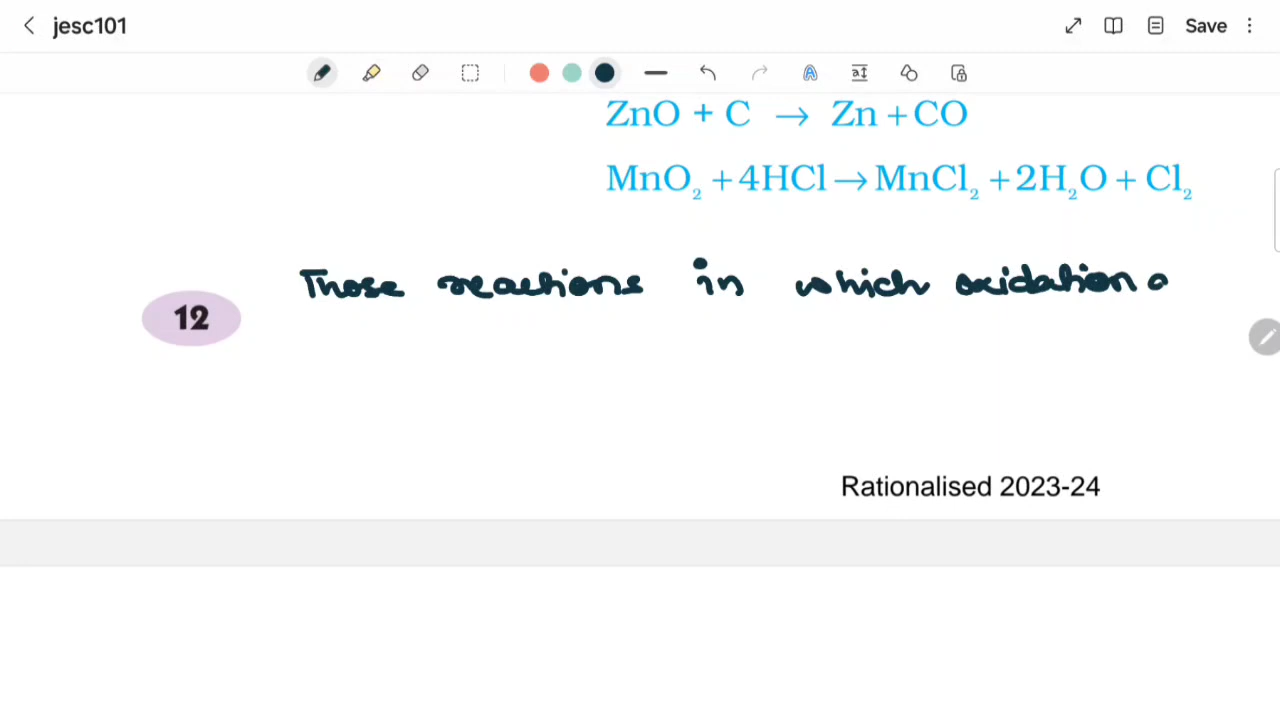 jesc101
Save
ZnO + C → Zn + CO
MnO₂ + 4HCl → MnCl₂ + 2H₂O + Cl₂
Those reactions in which oxidation a
12
Rationalised 2023-24